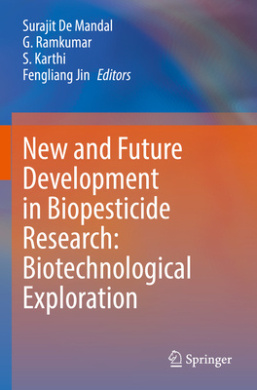 Surajit De Mandal
G. Ramkumar
S. Karthi
Fengliang Jin Editors
New and Future
Development
in Biopesticide
Research:
Biotechnological
Exploration
Springer